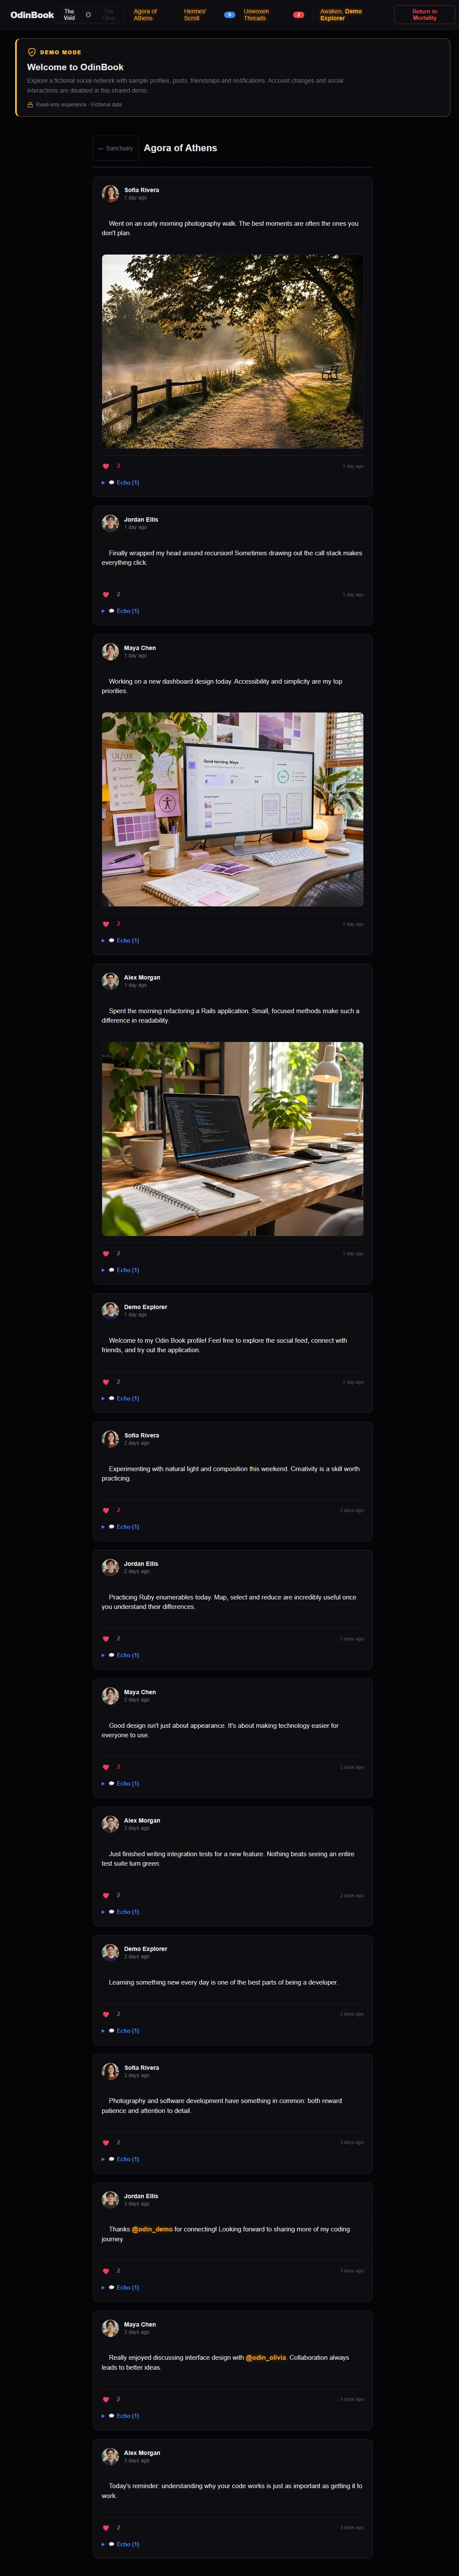 OdinBook
The Void
The Other
Agora of Athens
Hermes' Scroll
Unwoven Threads
2
Awaken, Demo Explorer
Return to Mortality
DEMO MODE
Welcome to OdinBook
Explore a fictional social network with sample profiles, posts, friendships and notifications. Account changes and social
interactions are disabled in this shared demo.
Read-only experience · Fictional data
← Sanctuary
Agora of Athens
Sofia Rivera
1 day ago
Went on an early morning photography walk. The best moments are often the ones you
don't plan.
2
1 day ago
Echo (1)
Jordan Ellis
1 day ago
Finally wrapped my head around recursion! Sometimes drawing out the call stack makes
everything click.
2
1 day ago
Echo (1)
Maya Chen
1 day ago
Working on a new dashboard design today. Accessibility and simplicity are my top
priorities.
UI/UX
Good Morning Ways
2
1 day ago
Echo (1)
Alex Morgan
1 day ago
Spent the morning refactoring a Rails application. Small, focused methods make such a
difference in readability.
2
1 day ago
Echo (1)
Demo Explorer
1 day ago
Welcome to my Odin Book profile! Feel free to explore the social feed, connect with
friends, and try out the application.
2
1 day ago
Echo (1)
Sofia Rivera
2 days ago
Experimenting with natural light and composition this weekend. Creativity is a skill worth
practicing.
2
2 days ago
Echo (1)
Jordan Ellis
2 days ago
Practicing Ruby enumerables today. Map, select and reduce are incredibly useful once
you understand their differences.
2
2 days ago
Echo (1)
Maya Chen
2 days ago
Good design isn't just about appearance. It's about making technology easier for
everyone to use.
2
2 days ago
Echo (1)
Alex Morgan
2 days ago
Just finished writing integration tests for a new feature. Nothing beats seeing an entire
test suite turn green.
2
2 days ago
Echo (1)
Demo Explorer
2 days ago
Learning something new every day is one of the best parts of being a developer.
2
2 days ago
Echo (1)
Sofia Rivera
3 days ago
Photography and software development have something in common: both reward
patience and attention to detail.
2
3 days ago
Echo (1)
Jordan Ellis
3 days ago
Thanks @odin_demo for connecting! Looking forward to sharing more of my coding
journey.
2
3 days ago
Echo (1)
Maya Chen
3 days ago
Really enjoyed discussing interface design with @odin_olivia. Collaboration always
leads to better ideas.
2
3 days ago
Echo (1)
Alex Morgan
3 days ago
Today's reminder: understanding why your code works is just as important as getting it to
work.
2
3 days ago
Echo (1)